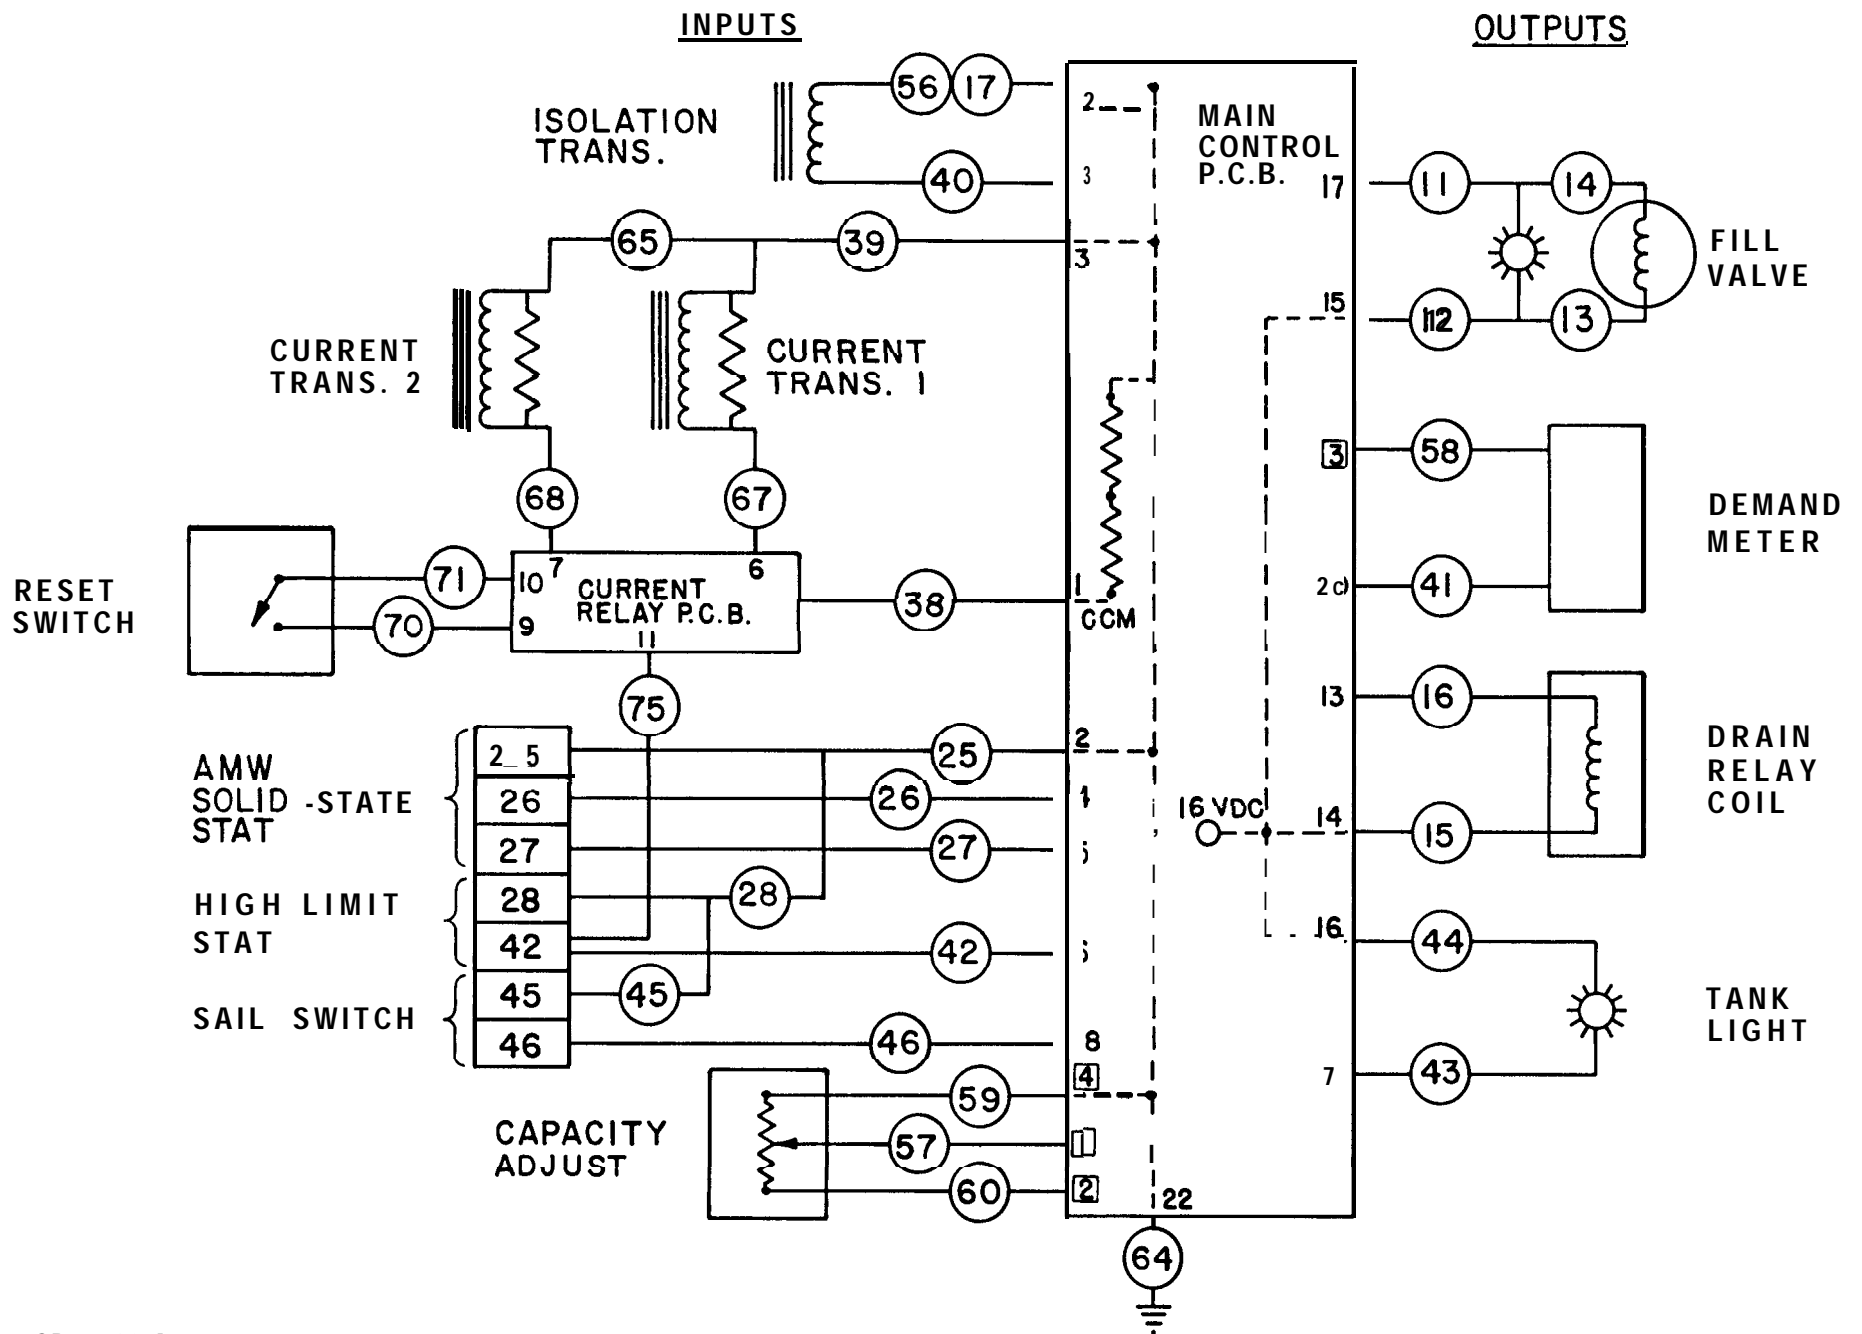 INPUTS
OUTPUTS
ISOLATION
TRANS.
56 17
40
2
3
MAIN
CONTROL
P.C.B.
17
11
14
FILL
VALVE
65
39
3
15
12
13
CURRENT
TRANS. 2
CURRENT
TRANS. 1
68
67
3
58
DEMAND
METER
41
RESET
SWITCH
71
70
10
7
6
9
CURRENT
RELAY P.C.B.
11
38
1
13
16
DRAIN
RELAY
COIL
75
AMW
SOLID -STATE
STAT
2_5
26
27
25
26
27
2
16 VDC
14
15
HIGH LIMIT
STAT
28
42
28
42
16
44
SAIL SWITCH
45
46
45
46
8
TANK
LIGHT
7
43
CAPACITY
ADJUST
59
57
60
4
2
22
64